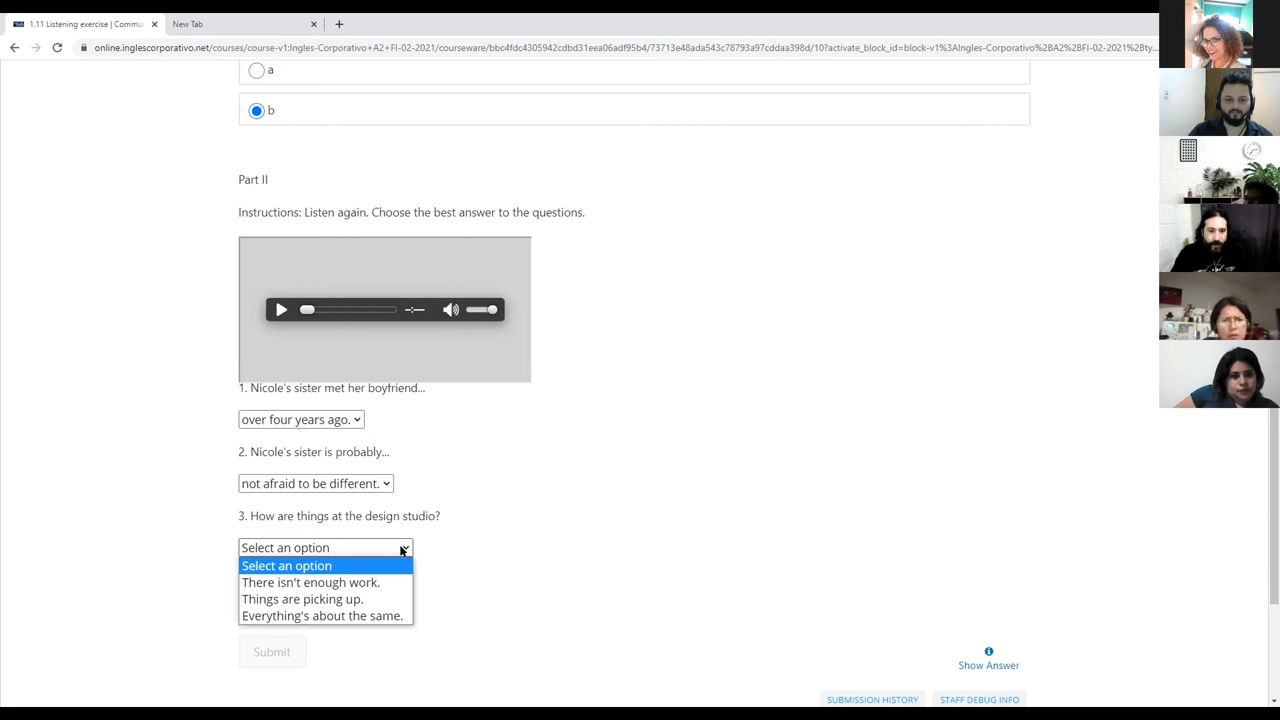 1.11 Listening exercise | Commu
New Tab
online.inglescorporativo.net/courses/course-v1:Ingles-Corporativo+A2+FI-02-2021/courseware/bbc4fdc4305942cdbd31eea06adf95b4/73713e48ada543c78793a97cddaa398d/10?activate_block_id=block-v1%3AIngles-Corporativo%2BA2%2BFI-02-2021%2Bty...
a
b
Part II
Instructions: Listen again. Choose the best answer to the questions.
1. Nicole's sister met her boyfriend...
over four years ago.
2. Nicole's sister is probably...
not afraid to be different.
3. How are things at the design studio?
Select an option
Select an option
There isn't enough work.
Things are picking up.
Everything's about the same.
Submit
Show Answer
SUBMISSION HISTORY
STAFF DEBUG INFO